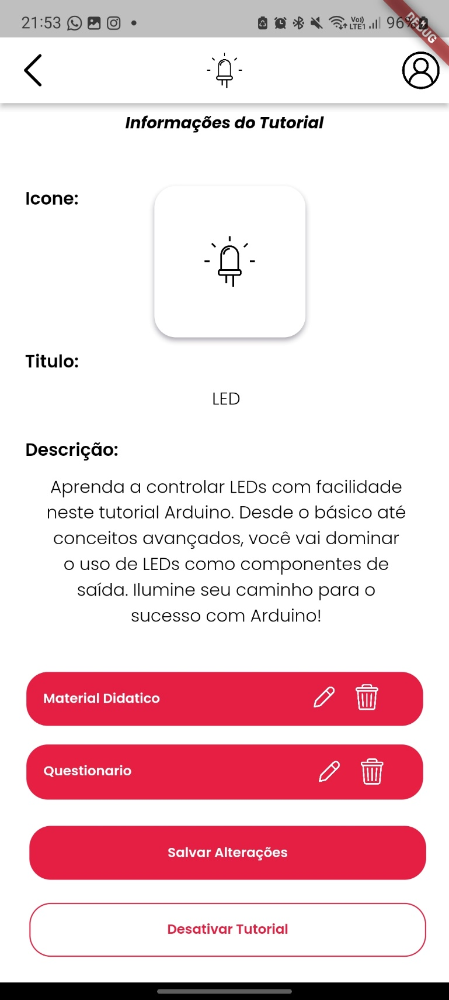 21:53
Vo))
LTE1
96%
DEBUG
Informações do Tutorial
Icone:
Titulo:
LED
Descrição:
Aprenda a controlar LEDs com facilidade
neste tutorial Arduino. Desde o básico até
conceitos avançados, você vai dominar
o uso de LEDs como componentes de
saída. Ilumine seu caminho para o
sucesso com Arduino!
Material Didatico
Questionario
Salvar Alterações
Desativar Tutorial